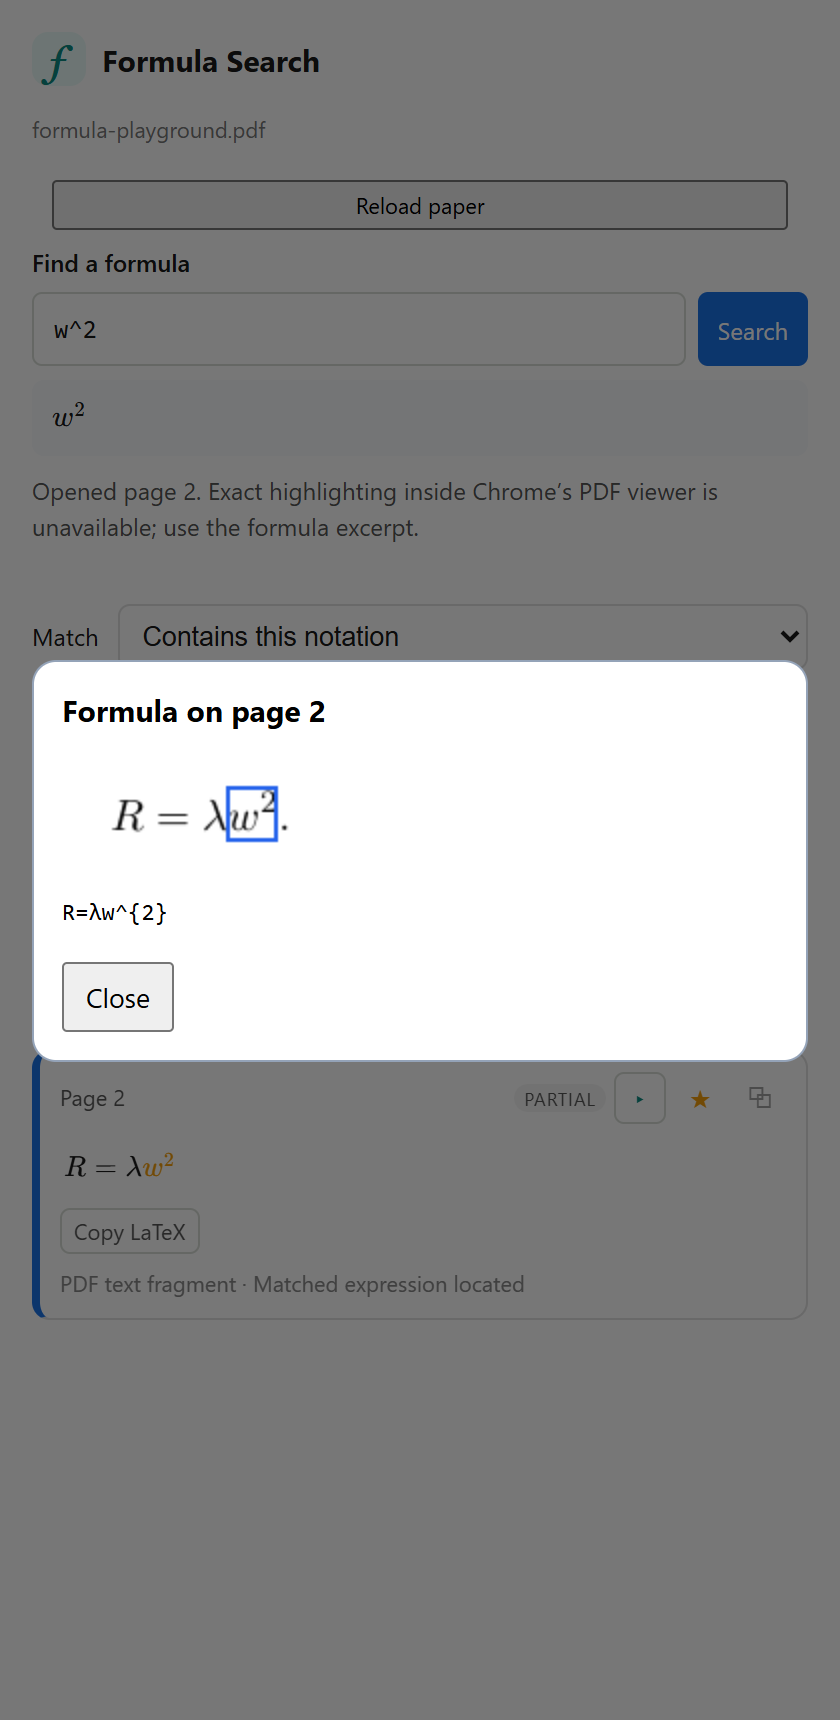 f Formula Search
formula-playground.pdf
Reload paper
Find a formula
w^2
Search
w²
Opened page 2. Exact highlighting inside Chrome’s PDF viewer is
unavailable; use the formula excerpt.
Match
Contains this notation
Formula on page 2
R = λw².
R=λw^{2}
Close
Page 2
PARTIAL
R = λw²
Copy LaTeX
PDF text fragment · Matched expression located